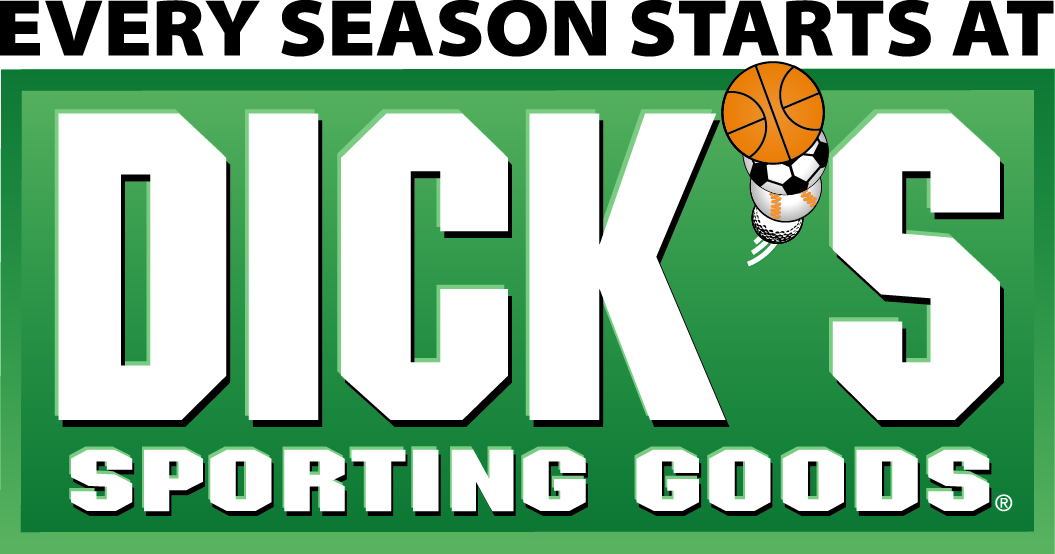 EVERY SEASON STARTS AT
DICK'S
SPORTING GOODS®